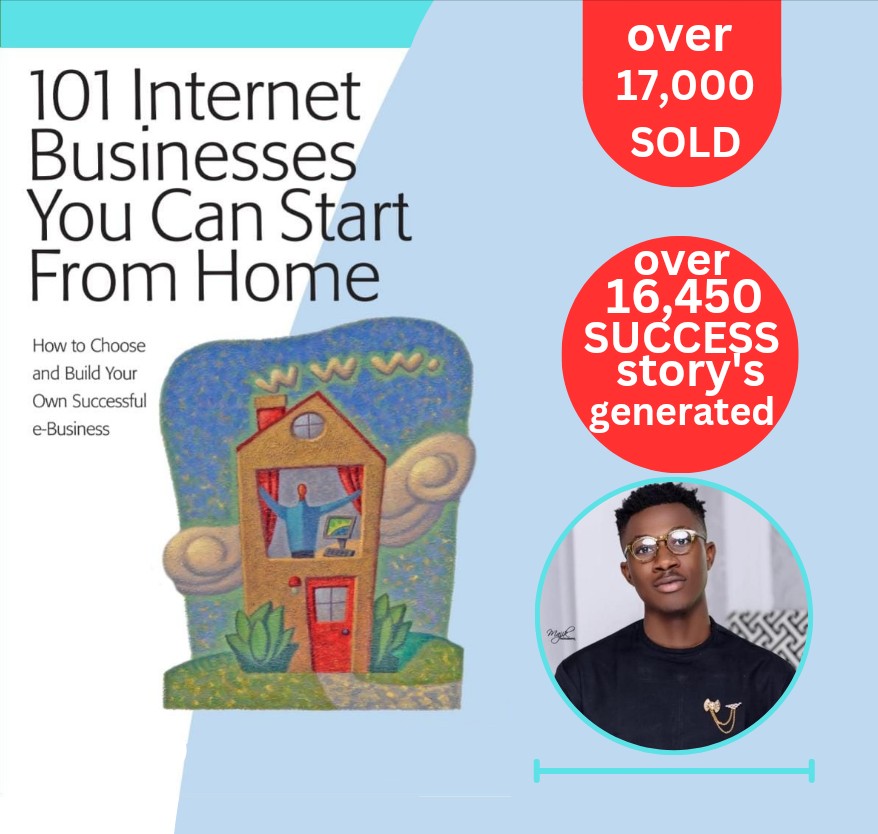 101 Internet
Businesses
You Can Start
From Home
How to Choose
and Build Your
Own Successful
e-Business
w w w.
over
17,000
SOLD
over
16,450
SUCCESS
story's
generated